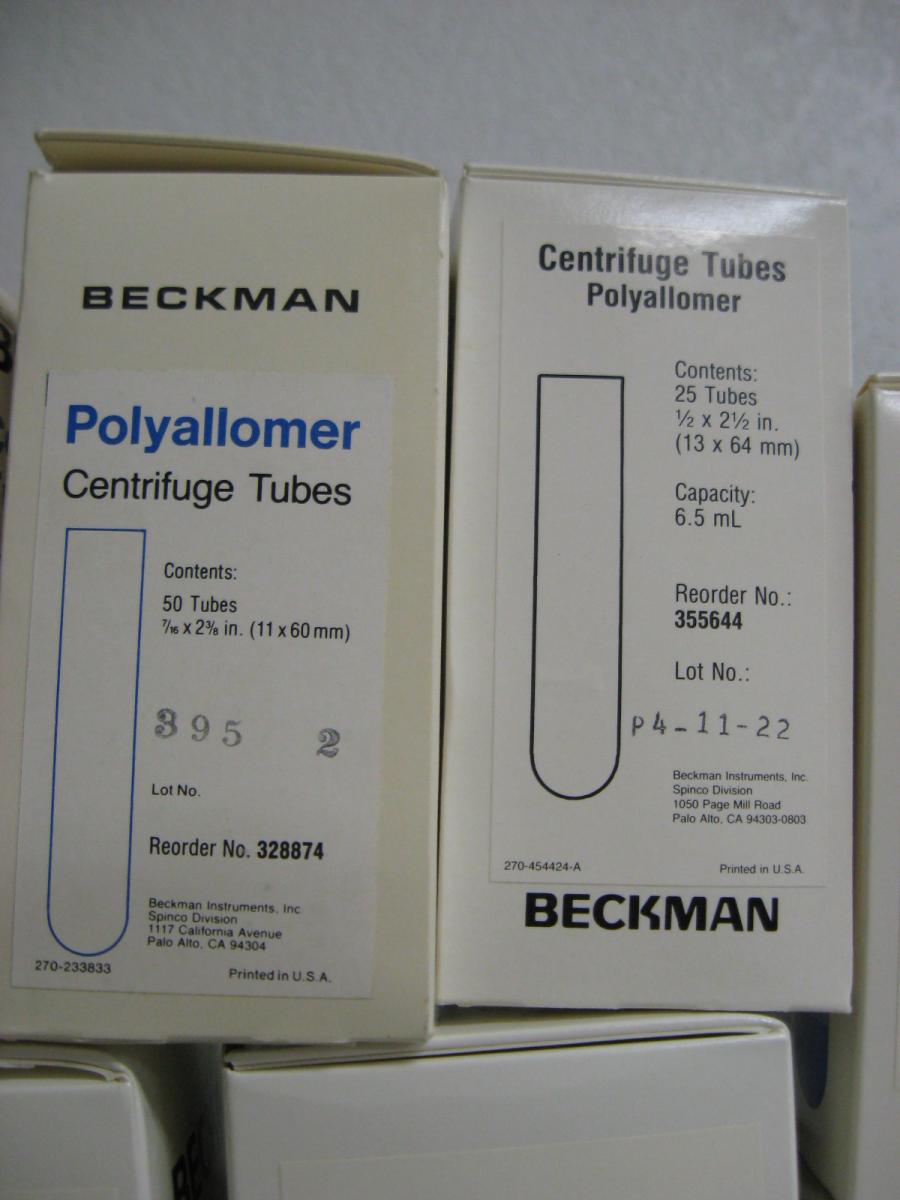 BECKMAN
Polyallomer
Centrifuge Tubes
Contents:
50 Tubes
7/16 x 2⅜ in. (11 x 60 mm)
395 2
Lot No.
Reorder No. 328874
Beckman Instruments, Inc.
Spinco Division
1117 California Avenue
Palo Alto, CA 94304
270-233833
Printed in U.S.A.
Centrifuge Tubes
Polyallomer
Contents:
25 Tubes
½ x 2½ in.
(13 x 64 mm)
Capacity:
6.5 mL
Reorder No.:
355644
Lot No.:
P4-11-22
Beckman Instruments, Inc.
Spinco Division
1050 Page Mill Road
Palo Alto, CA 94303-0803
270-454424-A
Printed in U.S.A.
BECKMAN